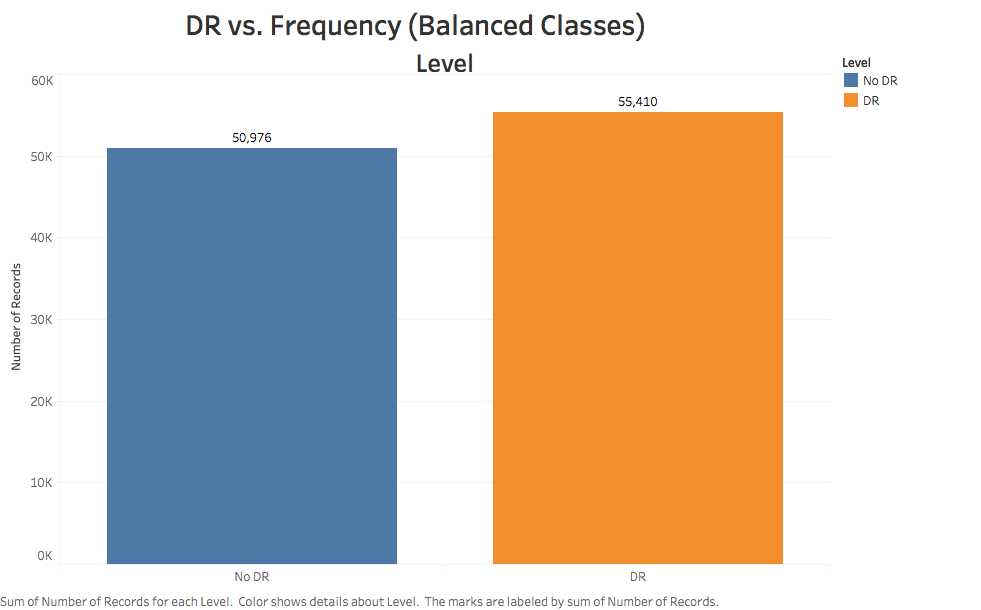 DR vs. Frequency (Balanced Classes)
Level
Level
No DR
DR
60K
50K
40K
30K
20K
10K
0K
Number of Records
50,976
55,410
No DR
DR
Sum of Number of Records for each Level.  Color shows details about Level.  The marks are labeled by sum of Number of Records.